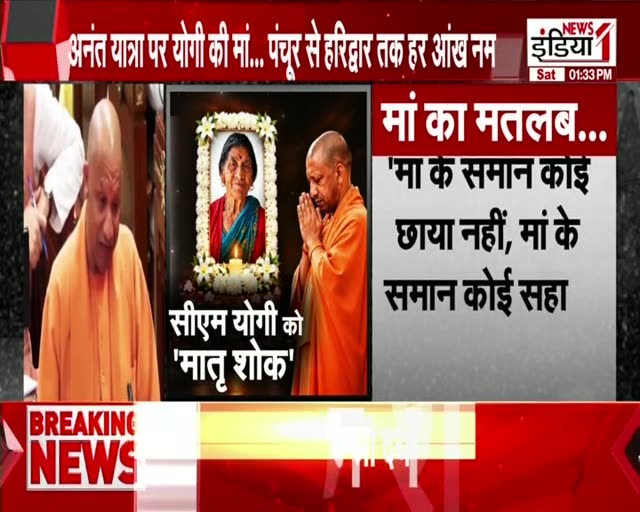 अनंत यात्रा पर योगी की मां... पंचूर से हरिद्वार तक हर आंख नम
NEWS
इंडिया 1
Sat 01:33 PM
मां का मतलब...
'मां के समान कोई
छाया नहीं, मां के
समान कोई सहा
सीएम योगी को
'मातृ शोक'
BREAKING
NEWS